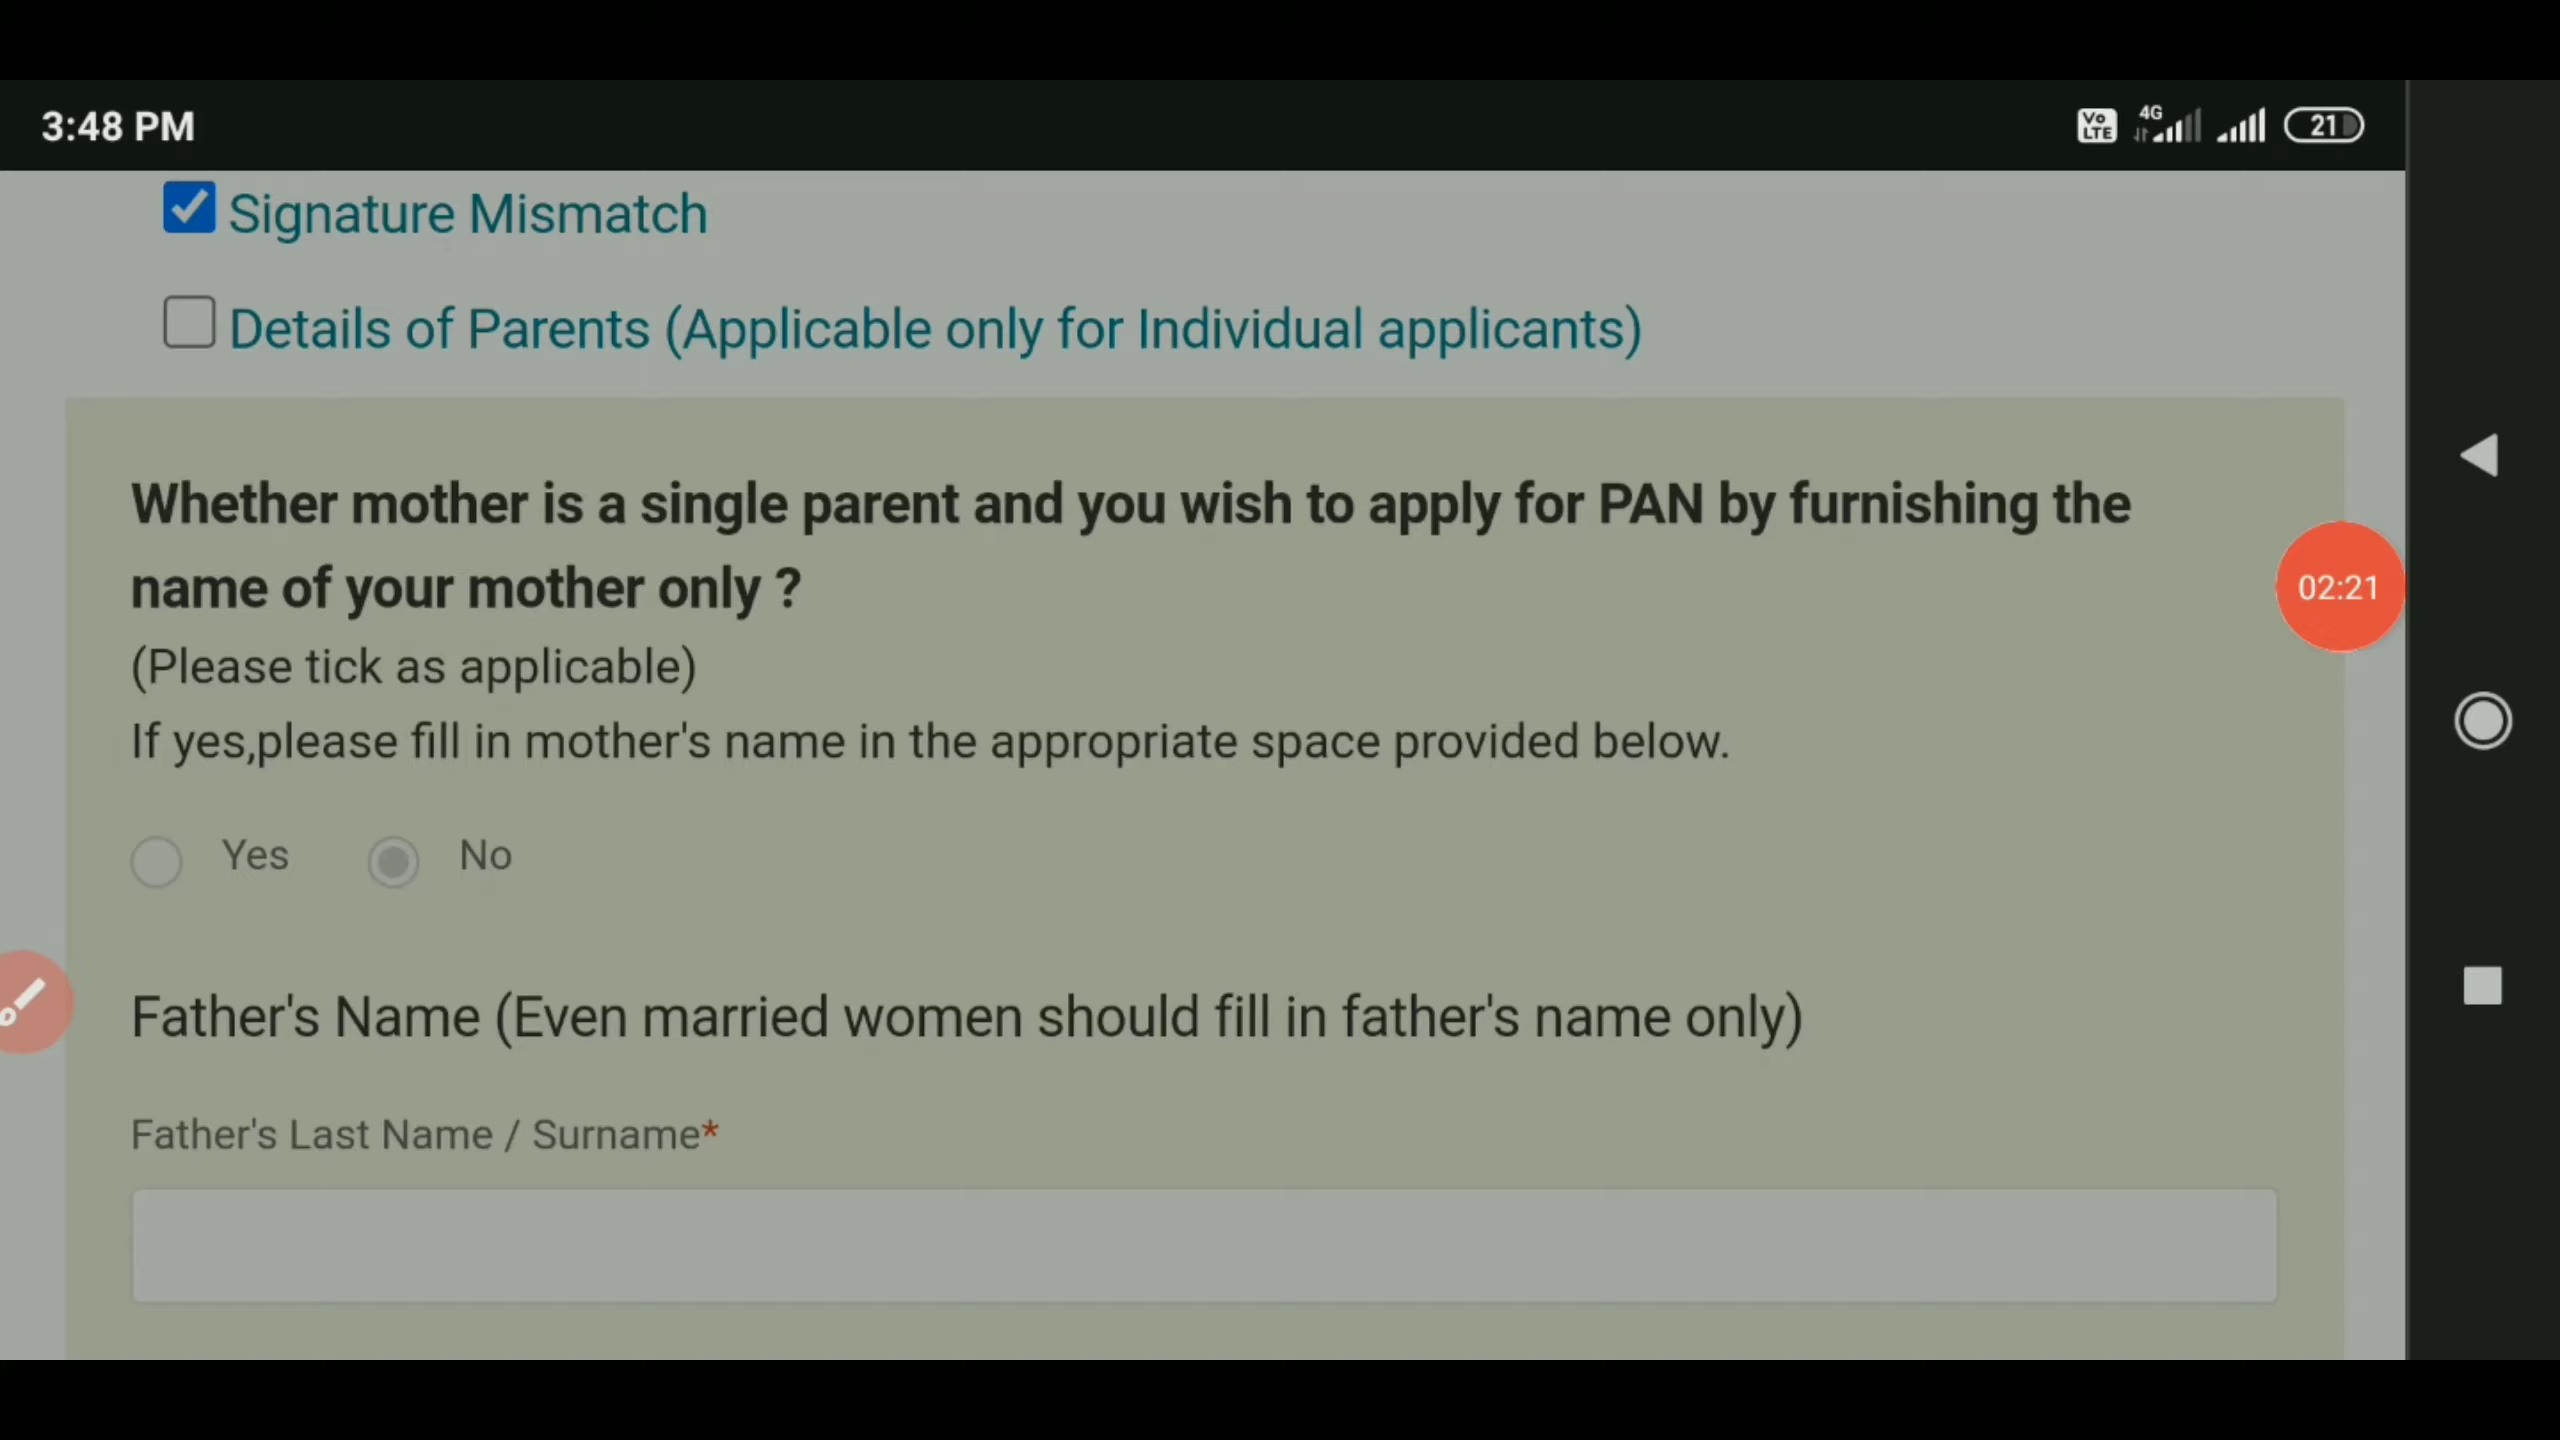 3:48 PM
Vo LTE 4G 21
Signature Mismatch
Details of Parents (Applicable only for Individual applicants)
Whether mother is a single parent and you wish to apply for PAN by furnishing the
name of your mother only ?
(Please tick as applicable)
If yes,please fill in mother's name in the appropriate space provided below.
02:21
Yes No
Father's Name (Even married women should fill in father's name only)
Father's Last Name / Surname*